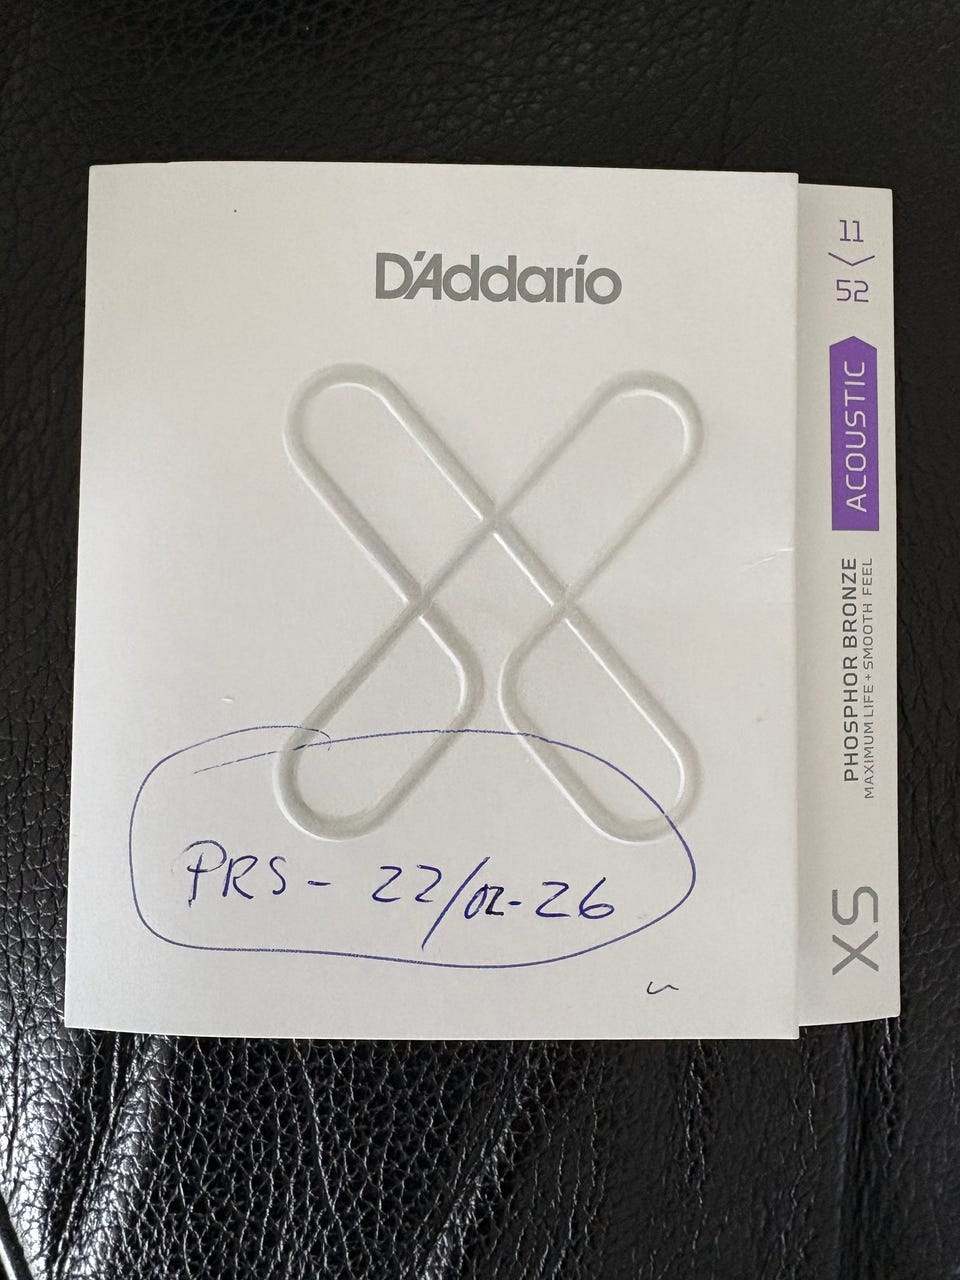 D'Addario
PRS - 22/02-26
11
52
ACOUSTIC
PHOSPHOR BRONZE
MAXIMUM LIFE + SMOOTH FEEL
XS